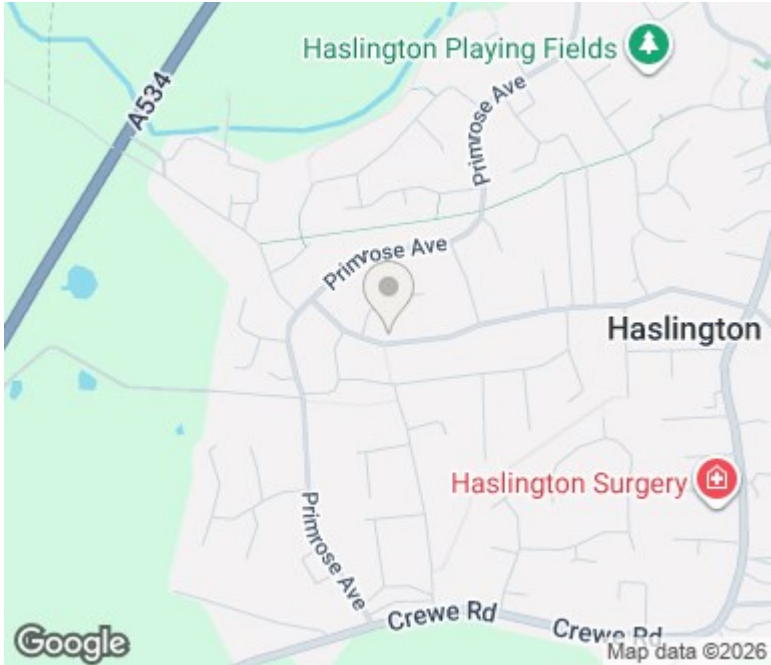 Haslington Playing Fields
A534
Primrose Ave
Primrose Ave
Haslington
Haslington Surgery
Primrose Ave
Crewe Rd
Crewe Rd
Google
Map data ©2026